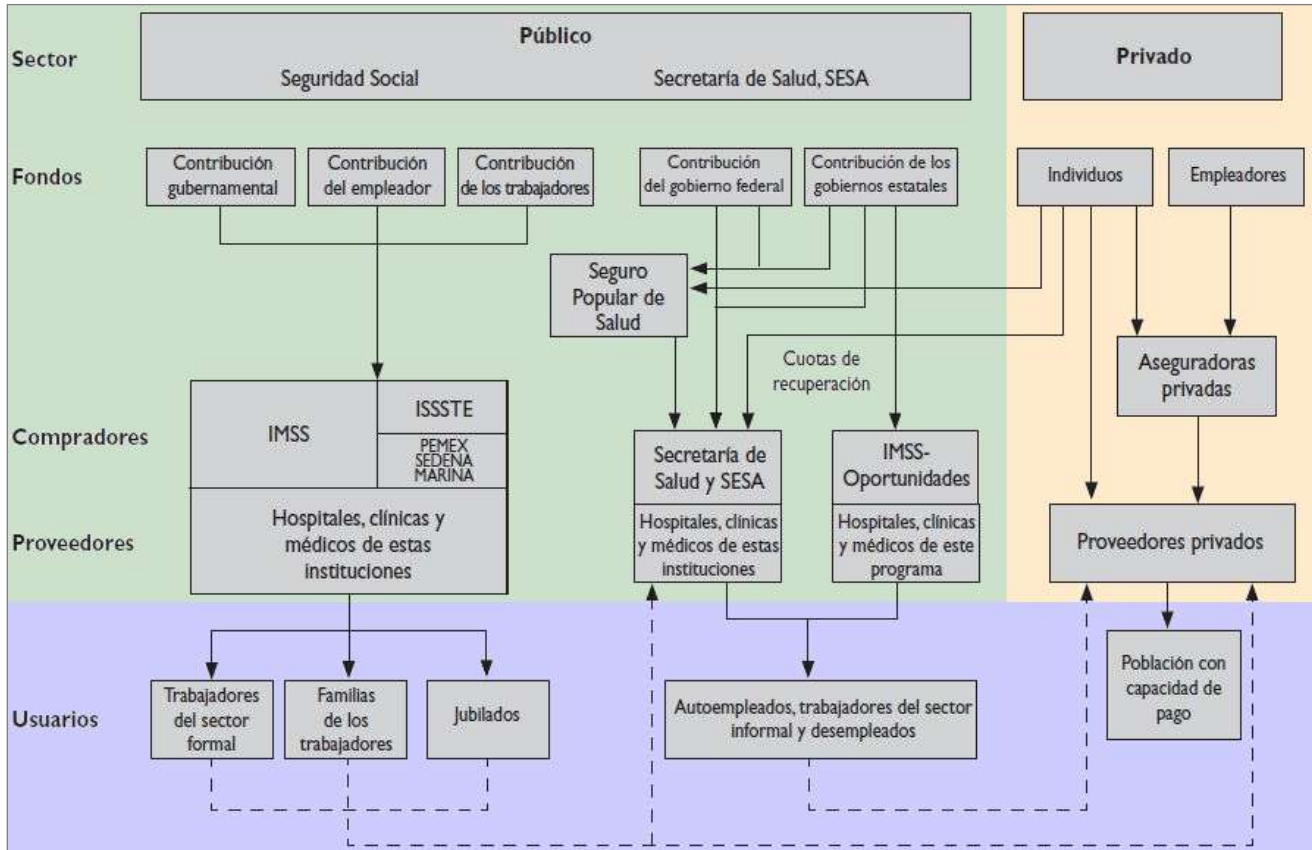 Sector
Público
Seguridad Social
Secretaría de Salud, SESA
Privado
Fondos
Contribución
gubernamental
Contribución
del empleador
Contribución
de los trabajadores
Contribución
del gobierno federal
Contribución de los
gobiernos estatales
Individuos
Empleadores
Seguro
Popular de
Salud
Cuotas de
recuperación
Aseguradoras
privadas
Compradores
IMSS
ISSSTE
PEMEX
SEDENA
MARINA
Secretaría de
Salud y SESA
IMSS-
Oportunidades
Proveedores
Hospitales, clínicas y
médicos de estas
instituciones
Hospitales, clínicas
y médicos de estas
instituciones
Hospitales, clínicas
y médicos de este
programa
Proveedores privados
Usuarios
Trabajadores
del sector
formal
Familias
de los
trabajadores
Jubilados
Autoempleados, trabajadores del sector
informal y desempleados
Población con
capacidad de
pago